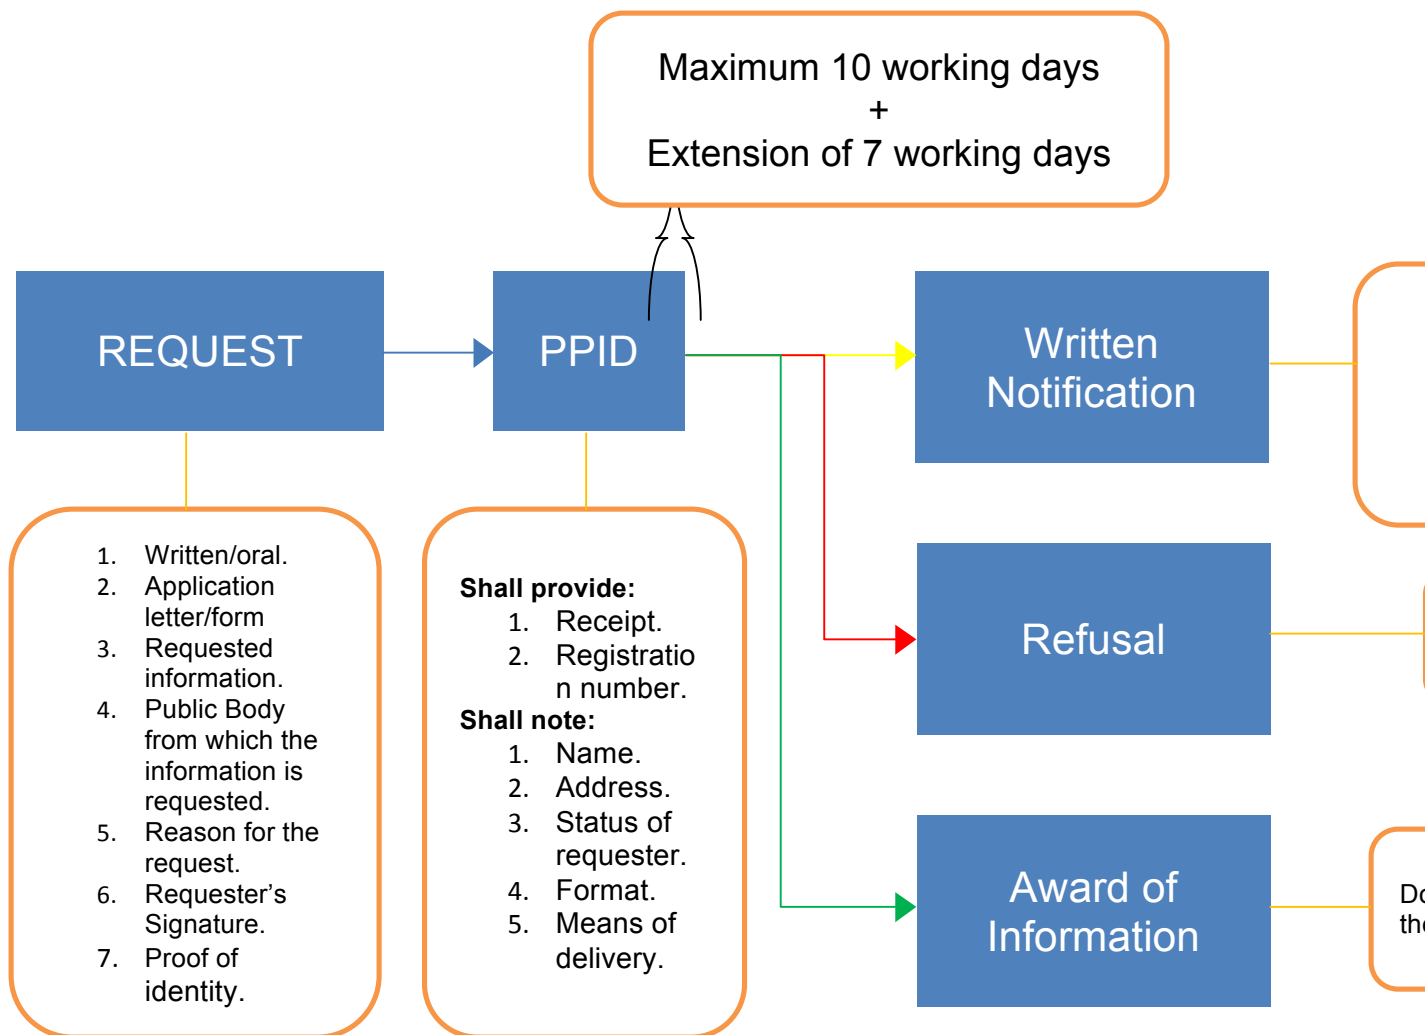 Maximum 10 working days
+
Extension of 7 working days
REQUEST
PPID
Written
Notification
Refusal
Award of
Information
1. Written/oral.
2. Application
letter/form
3. Requested
information.
4. Public Body
from which the
information is
requested.
5. Reason for the
request.
6. Requester’s
Signature.
7. Proof of
identity.
Shall provide:
1. Receipt.
2. Registratio
n number.
Shall note:
1. Name.
2. Address.
3. Status of
requester.
4. Format.
5. Means of
delivery.